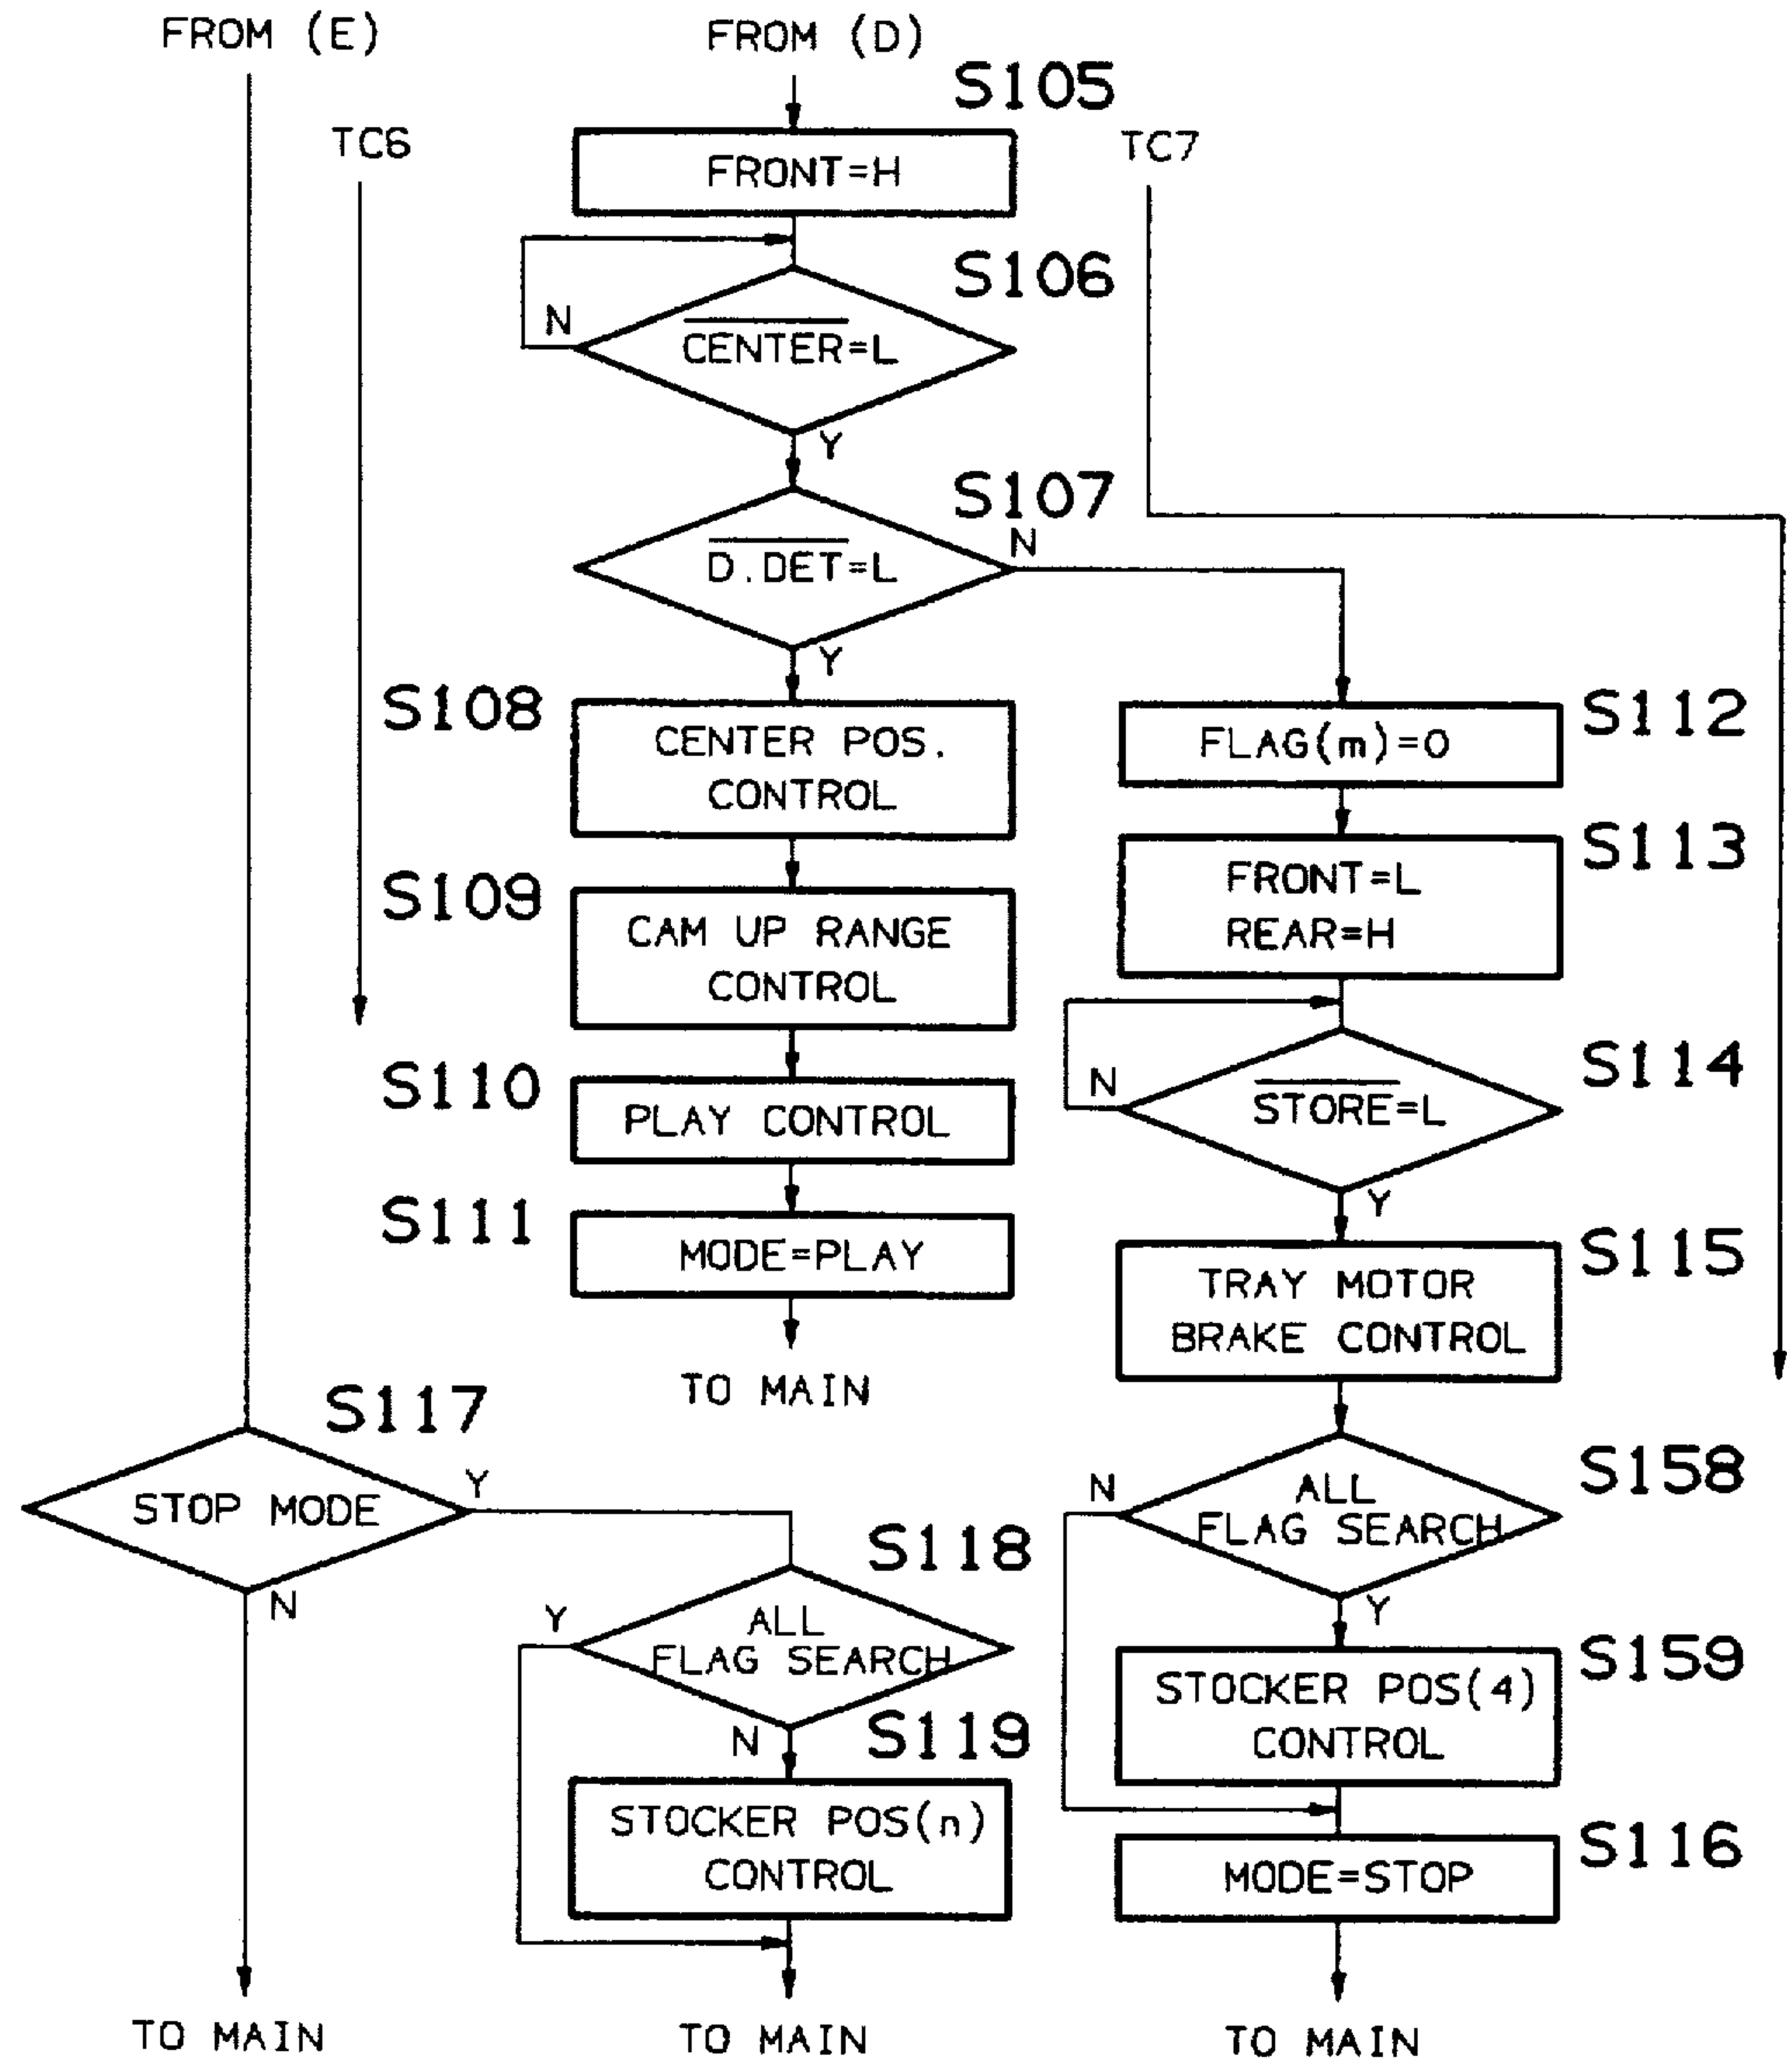 FROM (E)
FROM (D)
S105
TC6
TC7
FRONT=H
S106
N
C̅E̅N̅T̅E̅R̅=L
Y
S107
D̅.̅D̅E̅T̅=L
N
Y
S108
CENTER POS.
CONTROL
S112
FLAG(m)=0
S109
CAM UP RANGE
CONTROL
S113
FRONT=L
REAR=H
S110
PLAY CONTROL
S114
N
S̅T̅O̅R̅E̅=L
Y
S111
MODE=PLAY
TO MAIN
S115
TRAY MOTOR
BRAKE CONTROL
S117
STOP MODE
Y
N
S158
N
ALL
FLAG SEARCH
Y
S118
Y
ALL
FLAG SEARCH
N
S119
STOCKER POS(n)
CONTROL
S159
STOCKER POS(4)
CONTROL
S116
MODE=STOP
TO MAIN
TO MAIN
TO MAIN